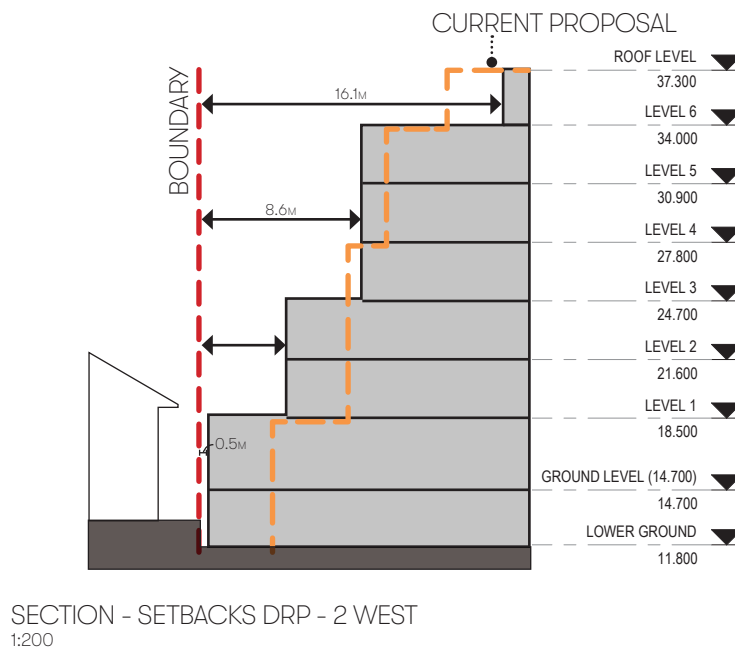 CURRENT PROPOSAL
BOUNDARY
ROOF LEVEL
37.300
16.1M
LEVEL 6
34.000
LEVEL 5
30.900
8.6M
LEVEL 4
27.800
LEVEL 3
24.700
LEVEL 2
21.600
LEVEL 1
18.500
0.5M
GROUND LEVEL (14.700)
14.700
LOWER GROUND
11.800
SECTION - SETBACKS DRP - 2 WEST
1:200